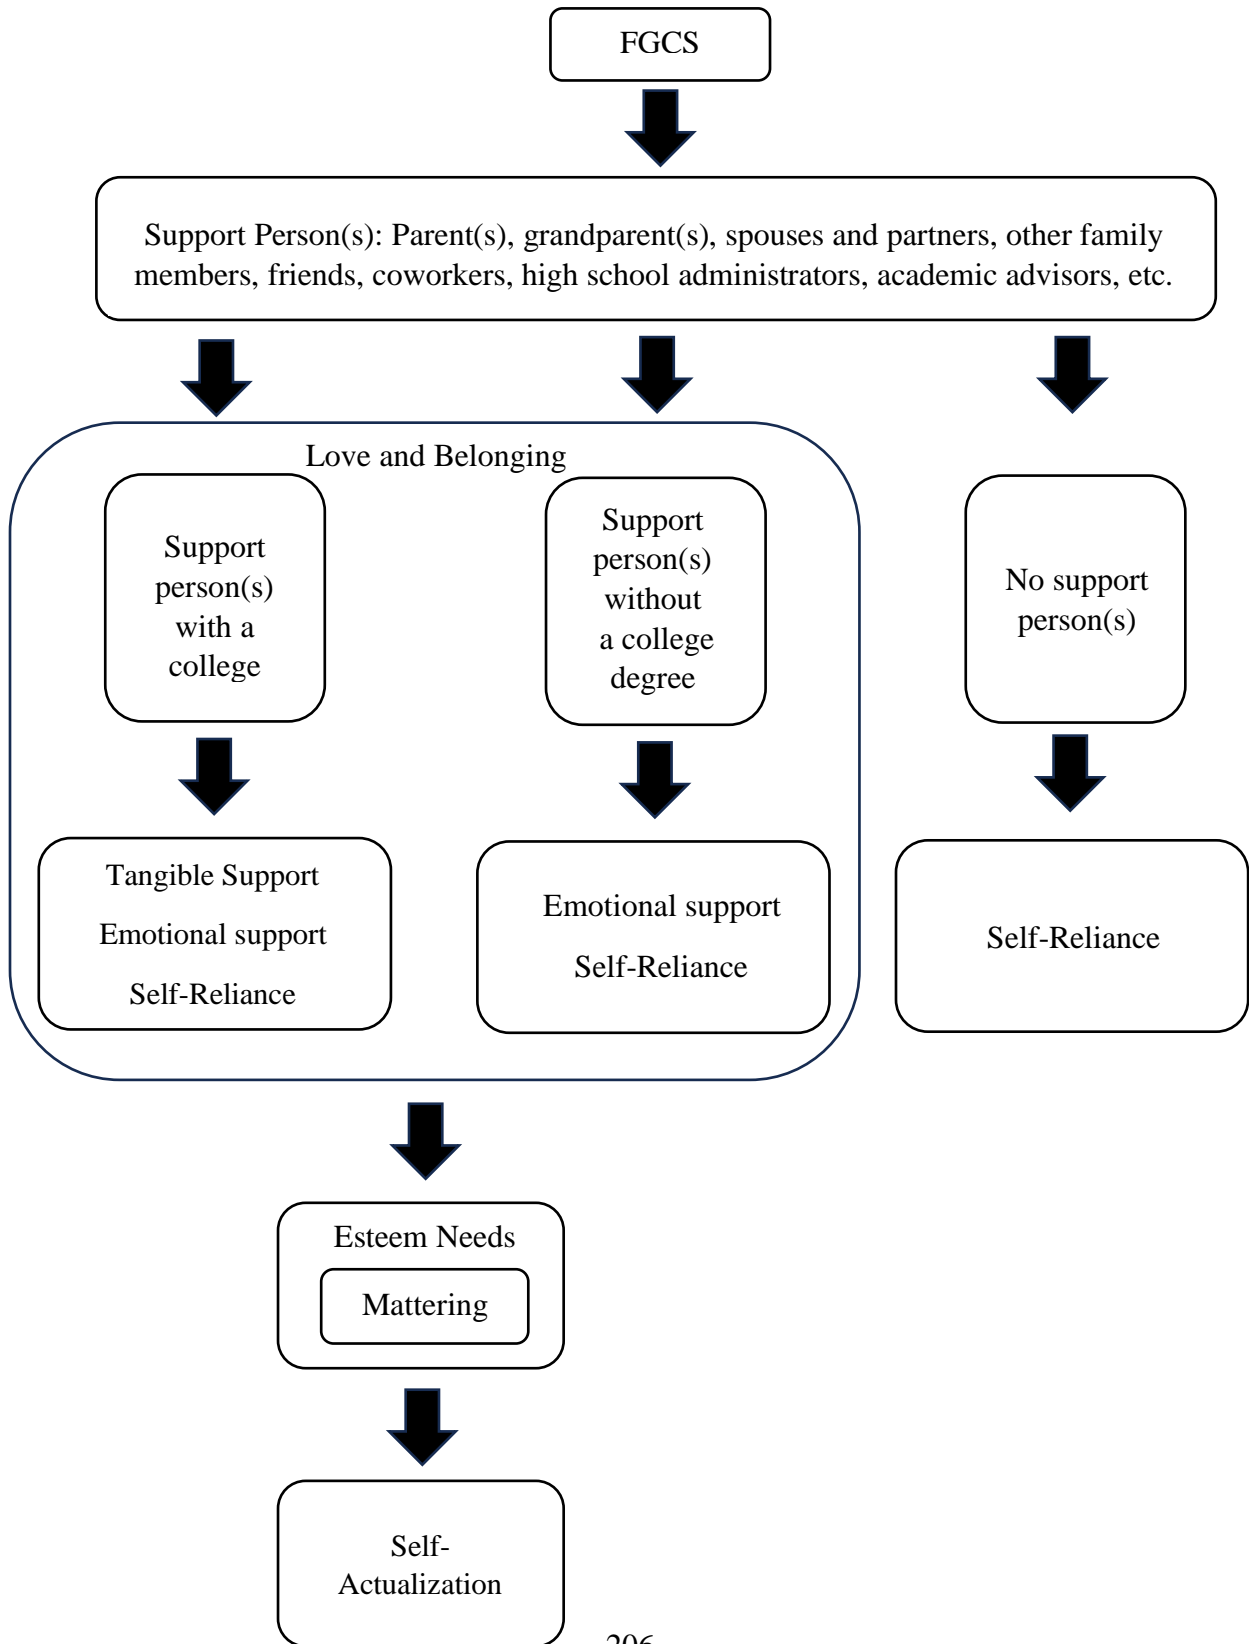 FGCS
Support Person(s): Parent(s), grandparent(s), spouses and partners, other family
members, friends, coworkers, high school administrators, academic advisors, etc.
Love and Belonging
Support
person(s)
with a
college
Support
person(s)
without
a college
degree
No support
person(s)
Tangible Support
Emotional support
Self-Reliance
Emotional support
Self-Reliance
Self-Reliance
Esteem Needs
Mattering
Self-
Actualization
206